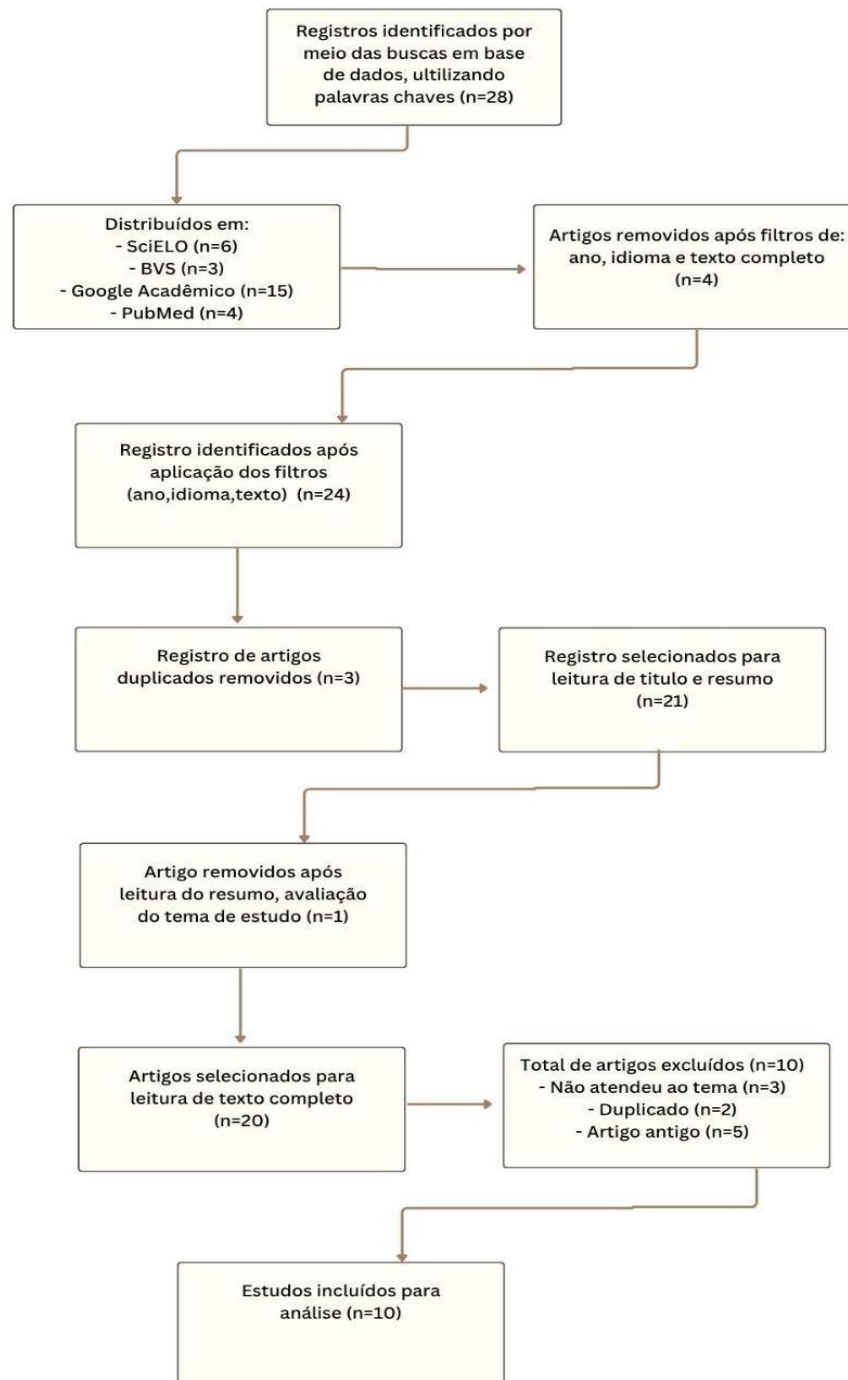 Registros identificados por
meio das buscas em base
de dados, ultilizando
palavras chaves (n=28)
Distribuídos em:
- SciELO (n=6)
- BVS (n=3)
- Google Acadêmico (n=15)
- PubMed (n=4)
Artigos removidos após filtros de:
ano, idioma e texto completo
(n=4)
Registro identificados após
aplicação dos filtros
(ano,idioma,texto) (n=24)
Registro de artigos
duplicados removidos (n=3)
Registro selecionados para
leitura de titulo e resumo
(n=21)
Artigo removidos após
leitura do resumo, avaliação
do tema de estudo (n=1)
Artigos selecionados para
leitura de texto completo
(n=20)
Total de artigos excluídos (n=10)
- Não atendeu ao tema (n=3)
- Duplicado (n=2)
- Artigo antigo (n=5)
Estudos incluídos para
análise (n=10)